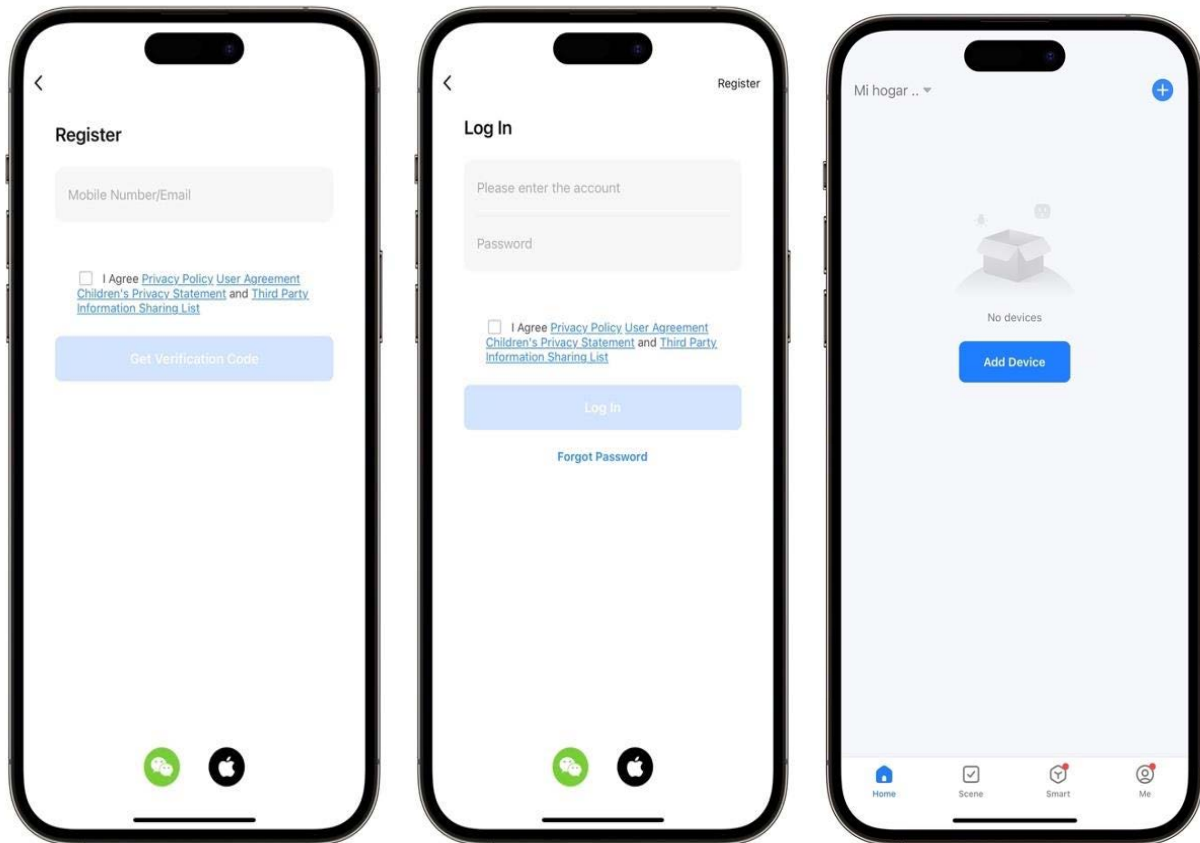 Register
Mobile Number/Email
I Agree Privacy Policy User Agreement
Children's Privacy Statement and Third Party
Information Sharing List
Get Verification Code
Register
Log In
Please enter the account
Password
I Agree Privacy Policy User Agreement
Children's Privacy Statement and Third Party
Information Sharing List
Log In
Forgot Password
Mi hogar ..
No devices
Add Device
Home
Scene
Smart
Me